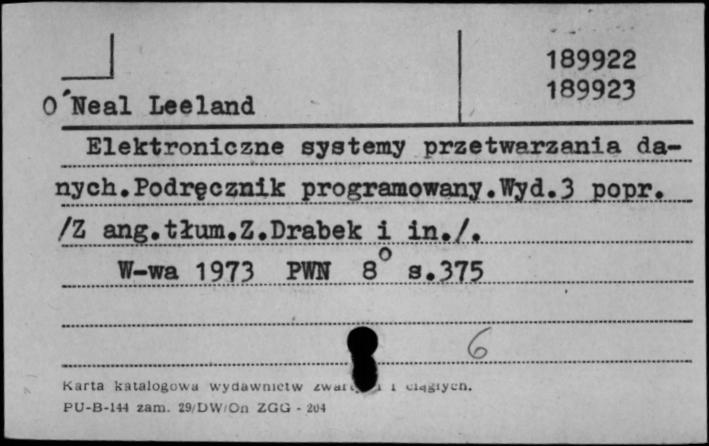 189922
189923
O´Neal Leeland
Elektroniczne systemy przetwarzania da-
nych.Podręcznik programowany.Wyd.3 popr.
/Z ang.tłum.Z.Drabek i in./.
W-wa 1973 PWN 8° s.375
6
Karta katalogowa wydawnictw i ciągłych.
PU-B-144 zam. 29/DW/On ZGG - 204